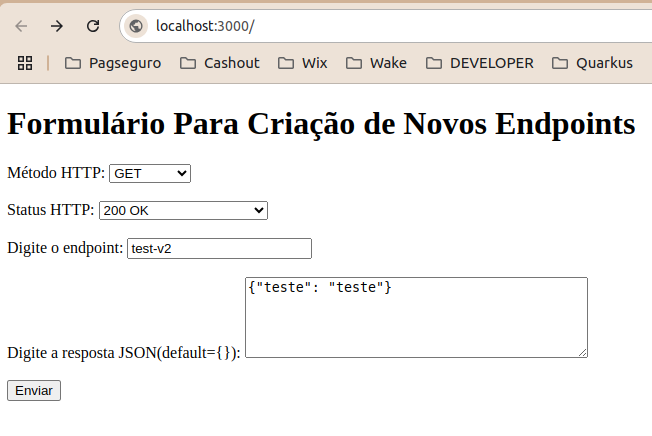 localhost:3000/
Pagseguro Cashout Wix Wake DEVELOPER Quarkus
Formulário Para Criação de Novos Endpoints
Método HTTP: GET
Status HTTP: 200 OK
Digite o endpoint: test-v2
{"teste": "teste"}
Digite a resposta JSON(default={}):
Enviar